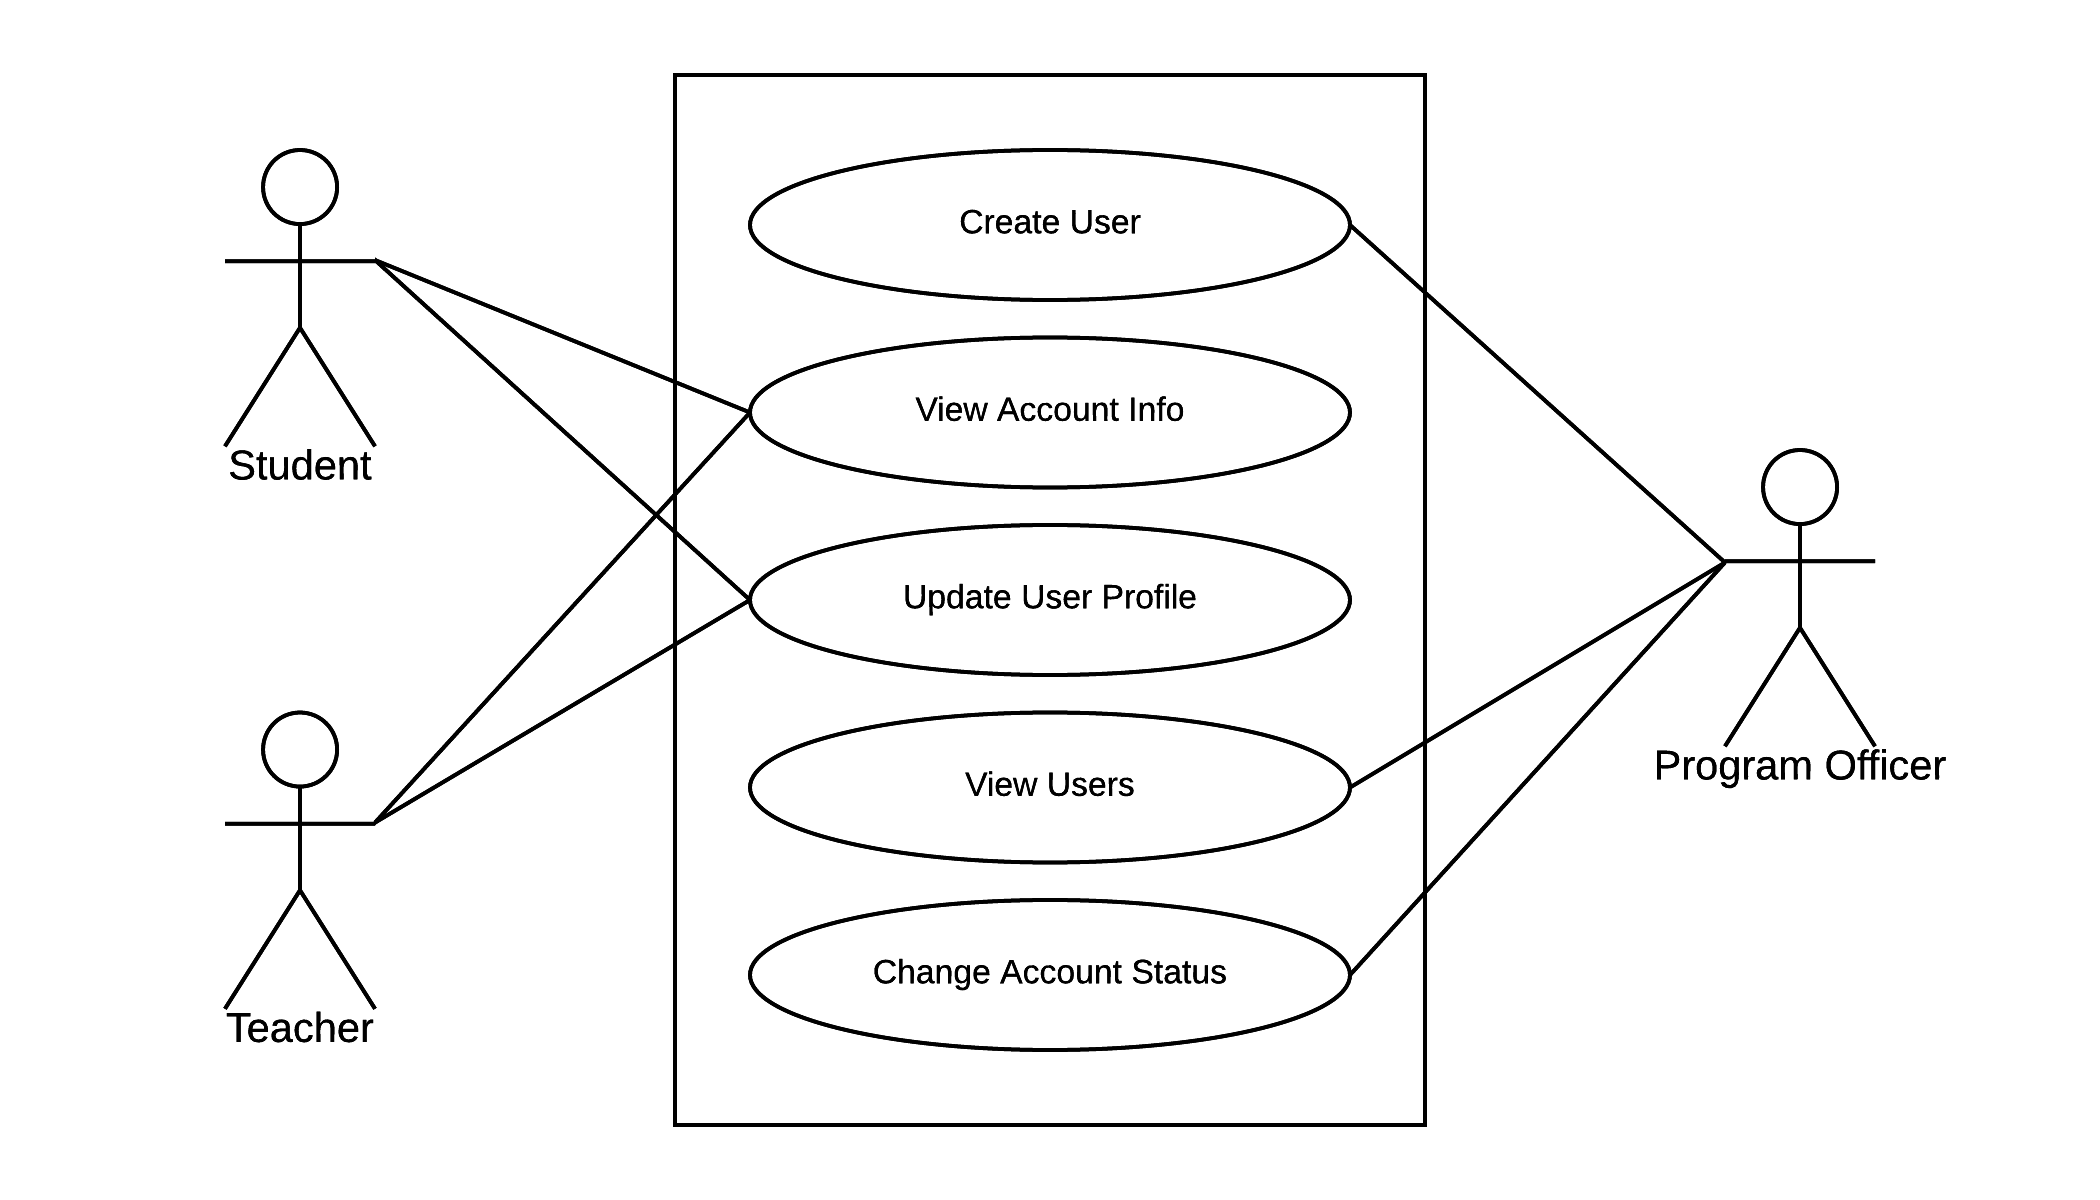 Create User
View Account Info
Student
Update User Profile
View Users
Program Officer
Change Account Status
Teacher